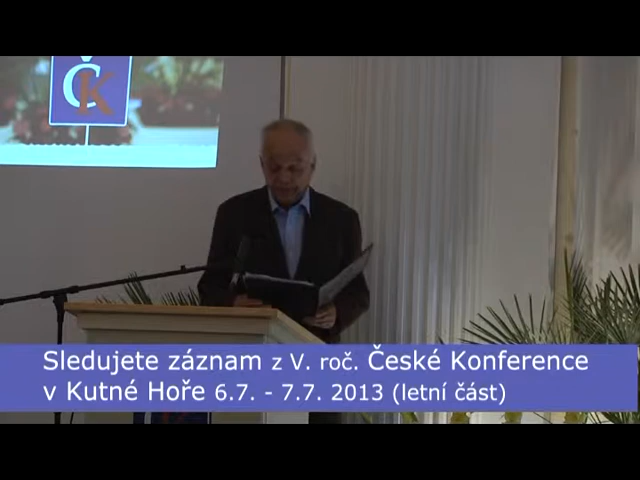 ČK
Sledujete záznam z V. roč. České Konference
v Kutné Hoře 6.7. - 7.7. 2013 (letní část)